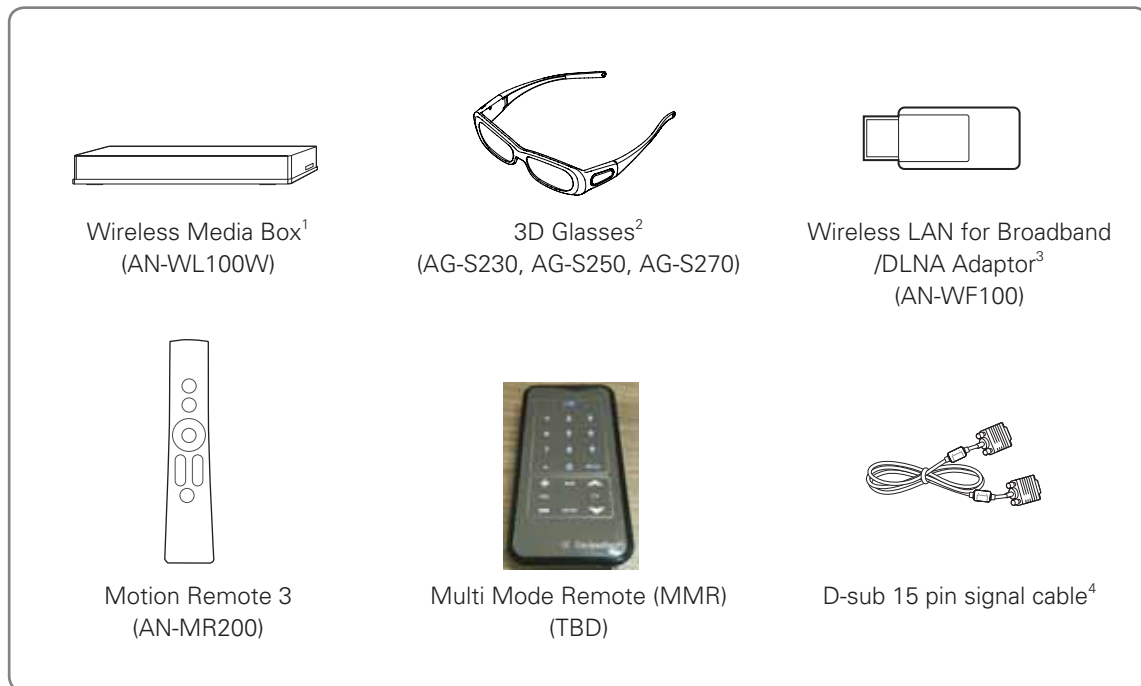 Wireless Media Box¹
(AN-WL100W)
3D Glasses²
(AG-S230, AG-S250, AG-S270)
Wireless LAN for Broadband
/DLNA Adaptor³
(AN-WF100)
Motion Remote 3
(AN-MR200)
Multi Mode Remote (MMR)
(TBD)
D-sub 15 pin signal cable⁴